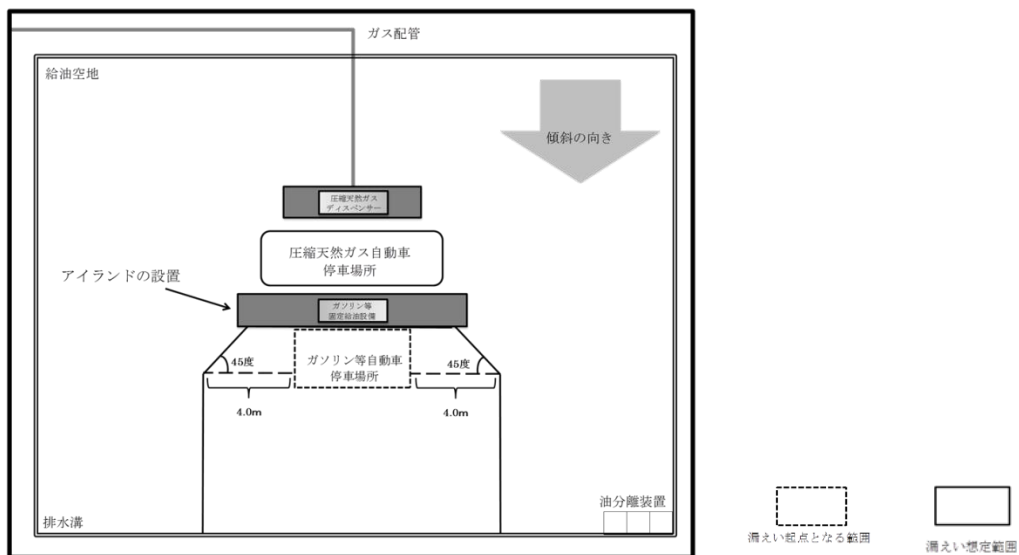 ガス配管
給油空地
傾斜の向き
圧縮天然ガス
ディスペンサー
圧縮天然ガス自動車
停車場所
アイランドの設置
ガソリン等
固定給油設備
ガソリン等自動車
停車場所
45度
45度
4.0m
4.0m
油分離装置
排水溝
漏えい起点となる範囲
漏えい想定範囲